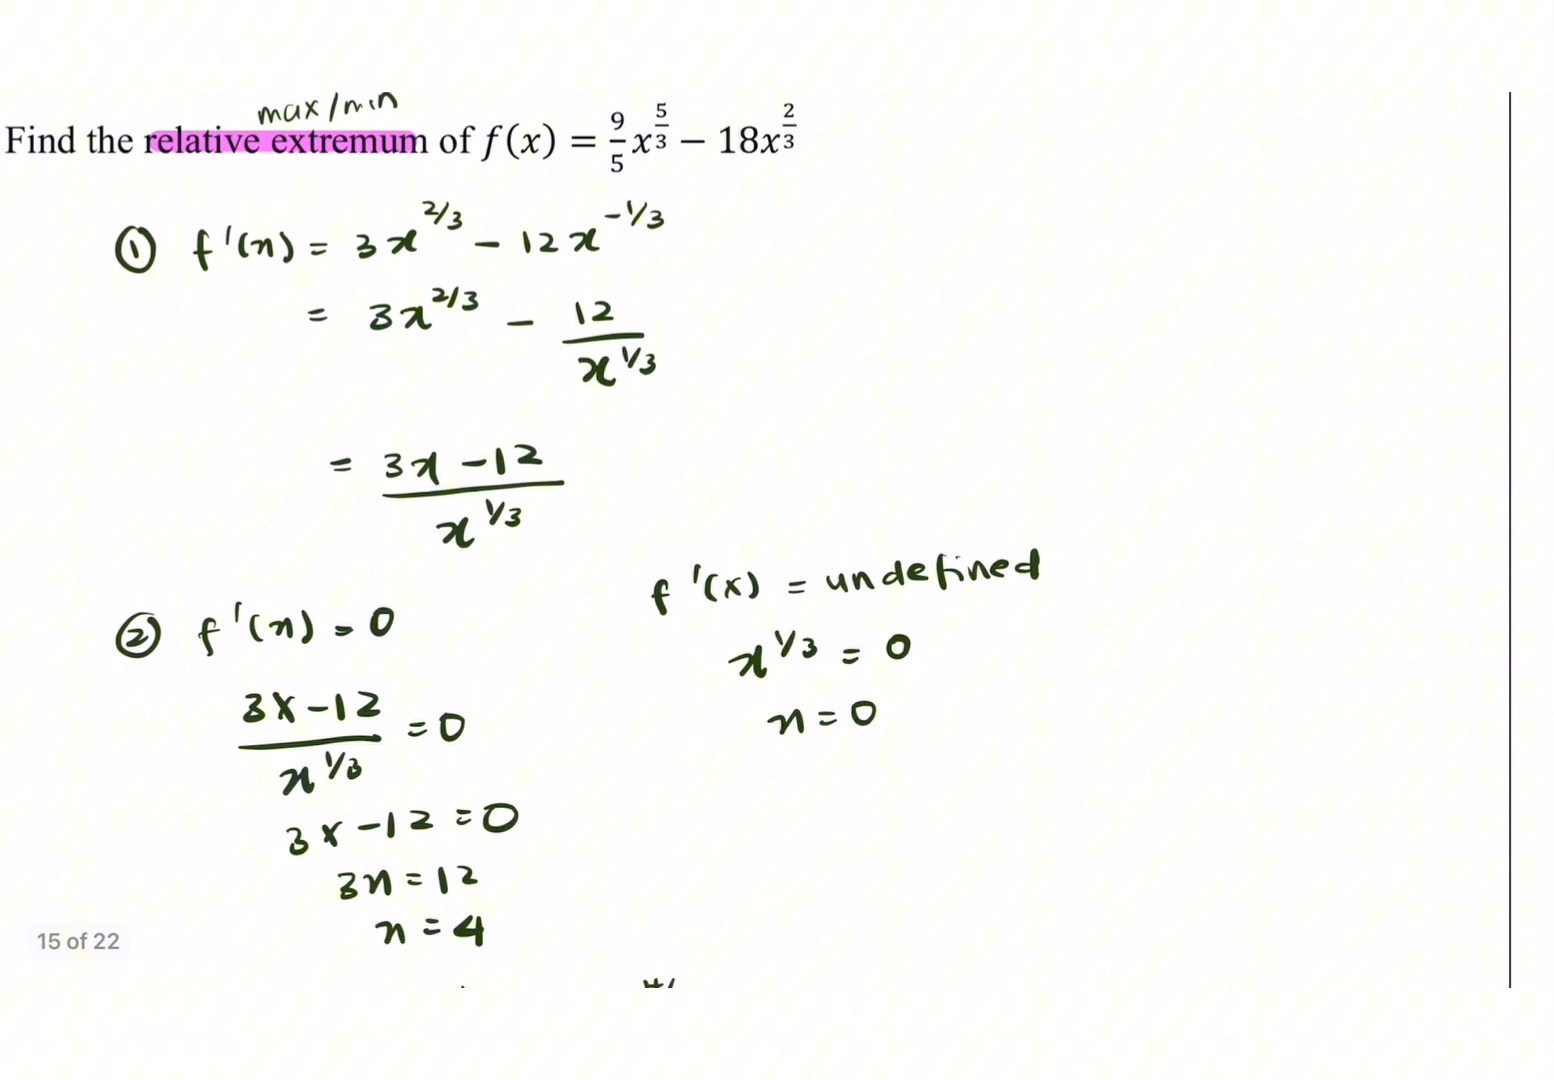 max/min
Find the relative extremum of f(x) = 9/5 x^(5/3) − 18x^(2/3)
① f'(x) = 3x^(2/3) − 12x^(-1/3)
= 3x^(2/3) − 12/x^(1/3)
= (3x − 12)/x^(1/3)
② f'(x) = 0
(3x − 12)/x^(1/3) = 0
3x − 12 = 0
3x = 12
x = 4
f'(x) = undefined
x^(1/3) = 0
x = 0
15 of 22